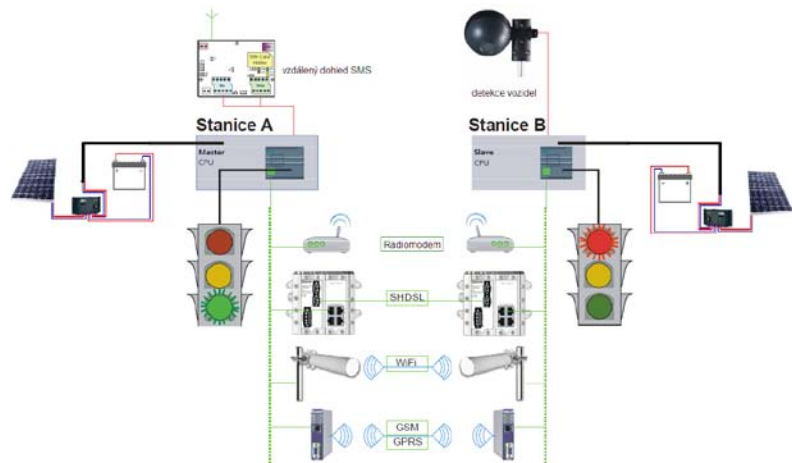 vzdálený dohled SMS
detekce vozidel
Stanice A
Stanice B
Master
CPU
Slave
CPU
Radiomodem
SHDSL
WiFi
GSM
GPRS